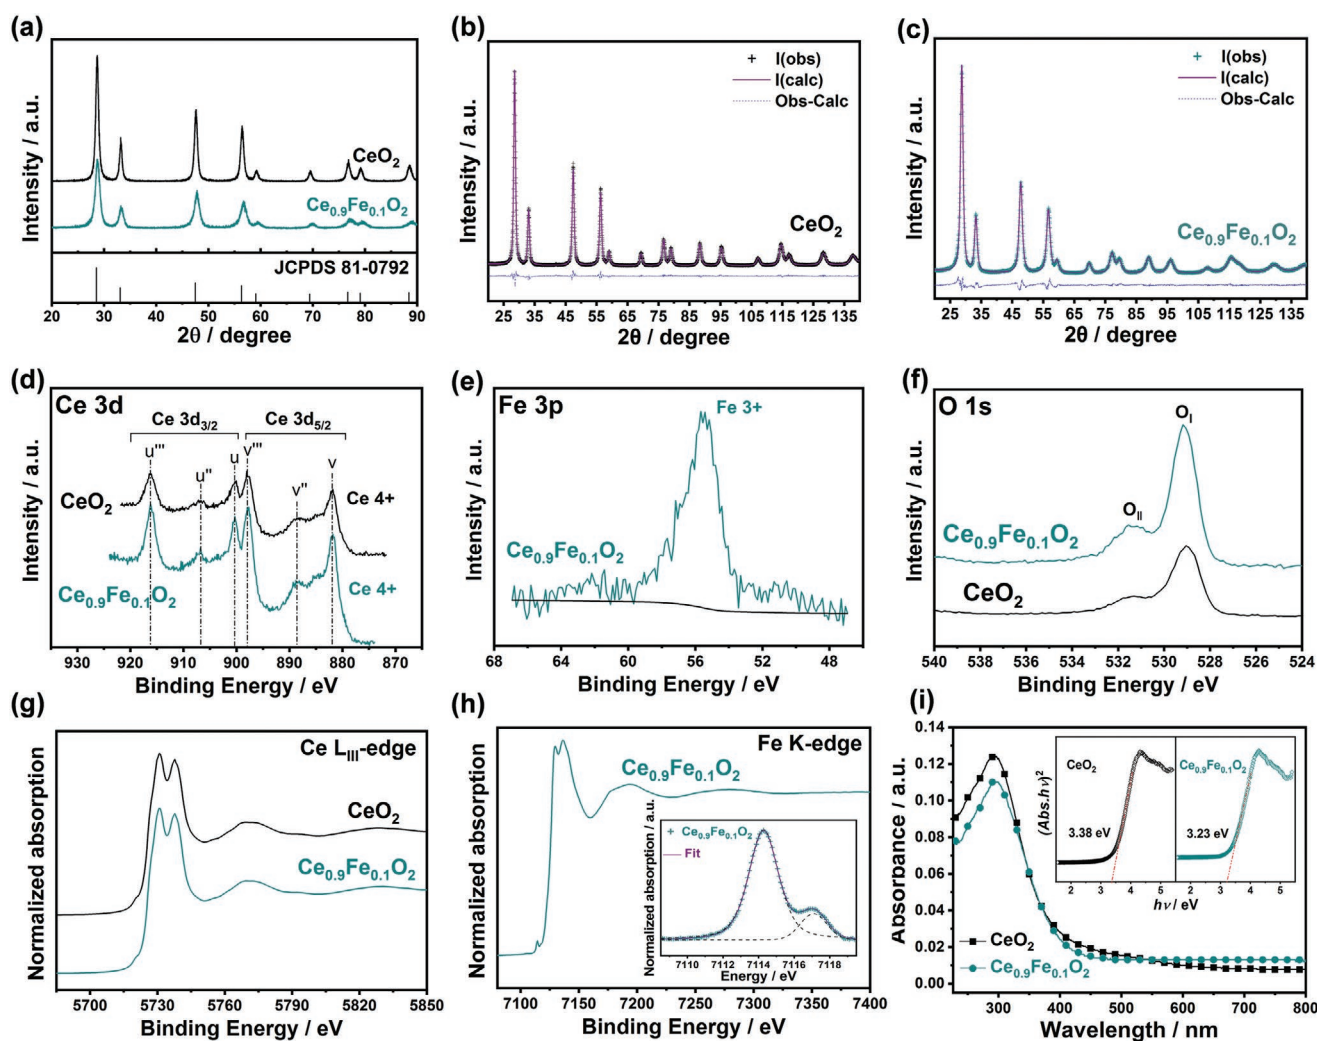 (a)
Intensity / a.u.
CeO2
Ce0.9Fe0.1O2
JCPDS 81-0792
20 30 40 50 60 70 80 90
2θ / degree
(b)
Intensity / a.u.
+ I(obs)
I(calc)
Obs-Calc
CeO2
25 35 45 55 65 75 85 95 105 115 125 135
2θ / degree
(c)
Intensity / a.u.
+ I(obs)
I(calc)
Obs-Calc
Ce0.9Fe0.1O2
25 35 45 55 65 75 85 95 105 115 125 135
2θ / degree
(d)
Intensity / a.u.
Ce 3d
Ce 3d3/2 Ce 3d5/2
u''' u'' u v''' v'' v
CeO2
Ce 4+
Ce0.9Fe0.1O2
Ce 4+
930 920 910 900 890 880 870
Binding Energy / eV
(e)
Intensity / a.u.
Fe 3p
Fe 3+
Ce0.9Fe0.1O2
68 64 60 56 52 48
Binding Energy / eV
(f)
Intensity / a.u.
O 1s
OI
OII
Ce0.9Fe0.1O2
CeO2
540 538 536 534 532 530 528 526 524
Binding Energy / eV
(g)
Normalized absorption
Ce LIII-edge
CeO2
Ce0.9Fe0.1O2
5700 5730 5760 5790 5820 5850
Binding Energy / eV
(h)
Normalized absorption
Fe K-edge
Ce0.9Fe0.1O2
Normalized absorption / a.u.
+ Ce0.9Fe0.1O2
Fit
7110 7112 7114 7116 7118
Energy / eV
7100 7150 7200 7250 7300 7350 7400
Binding Energy / eV
(i)
Absorbance / a.u.
0.14
0.12
0.10
0.08
0.06
0.04
0.02
0.00
(Abs.hν)2
CeO2
3.38 eV
Ce0.9Fe0.1O2
3.23 eV
2 3 4 5 2 3 4 5
hν / eV
CeO2
Ce0.9Fe0.1O2
300 400 500 600 700 800
Wavelength / nm